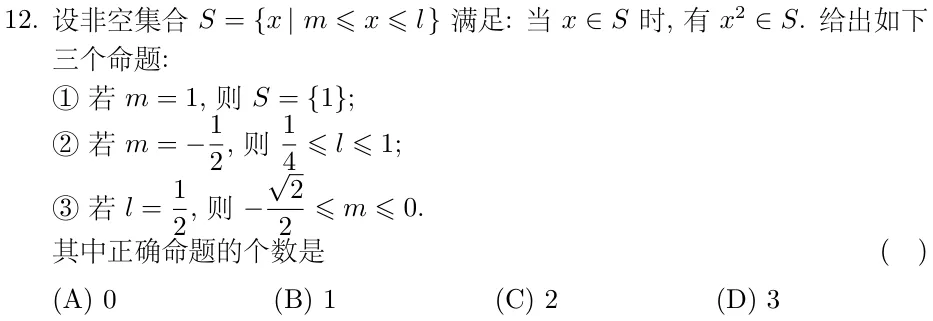 12. 设非空集合 S = {x | m ⩽ x ⩽ l} 满足: 当 x ∈ S 时, 有 x² ∈ S. 给出如下
三个命题:
① 若 m = 1, 则 S = {1};
② 若 m = −1/2, 则 1/4 ⩽ l ⩽ 1;
③ 若 l = 1/2, 则 −√2/2 ⩽ m ⩽ 0.
其中正确命题的个数是 ( )
(A) 0 (B) 1 (C) 2 (D) 3